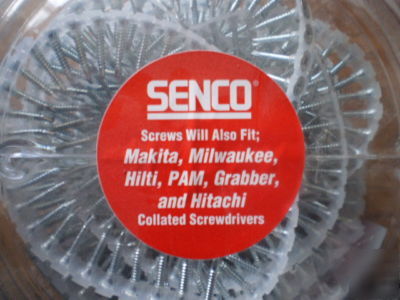 SENCO®
Screws Will Also Fit;
Makita, Milwaukee,
Hilti, PAM, Grabber,
and Hitachi
Collated Screwdrivers